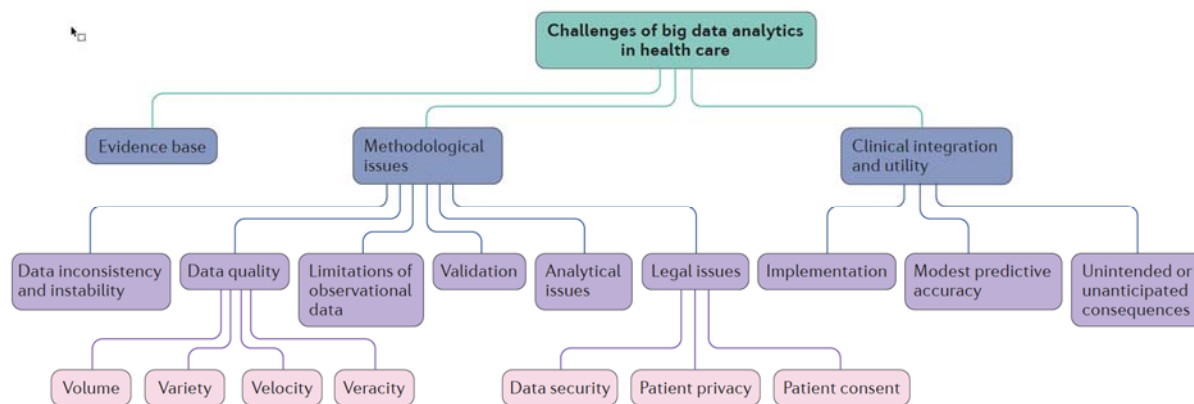 Challenges of big data analytics
in health care
Evidence base
Methodological
issues
Clinical integration
and utility
Data inconsistency
and instability
Data quality
Limitations of
observational
data
Validation
Analytical
issues
Legal issues
Implementation
Modest predictive
accuracy
Unintended or
unanticipated
consequences
Volume
Variety
Velocity
Veracity
Data security
Patient privacy
Patient consent